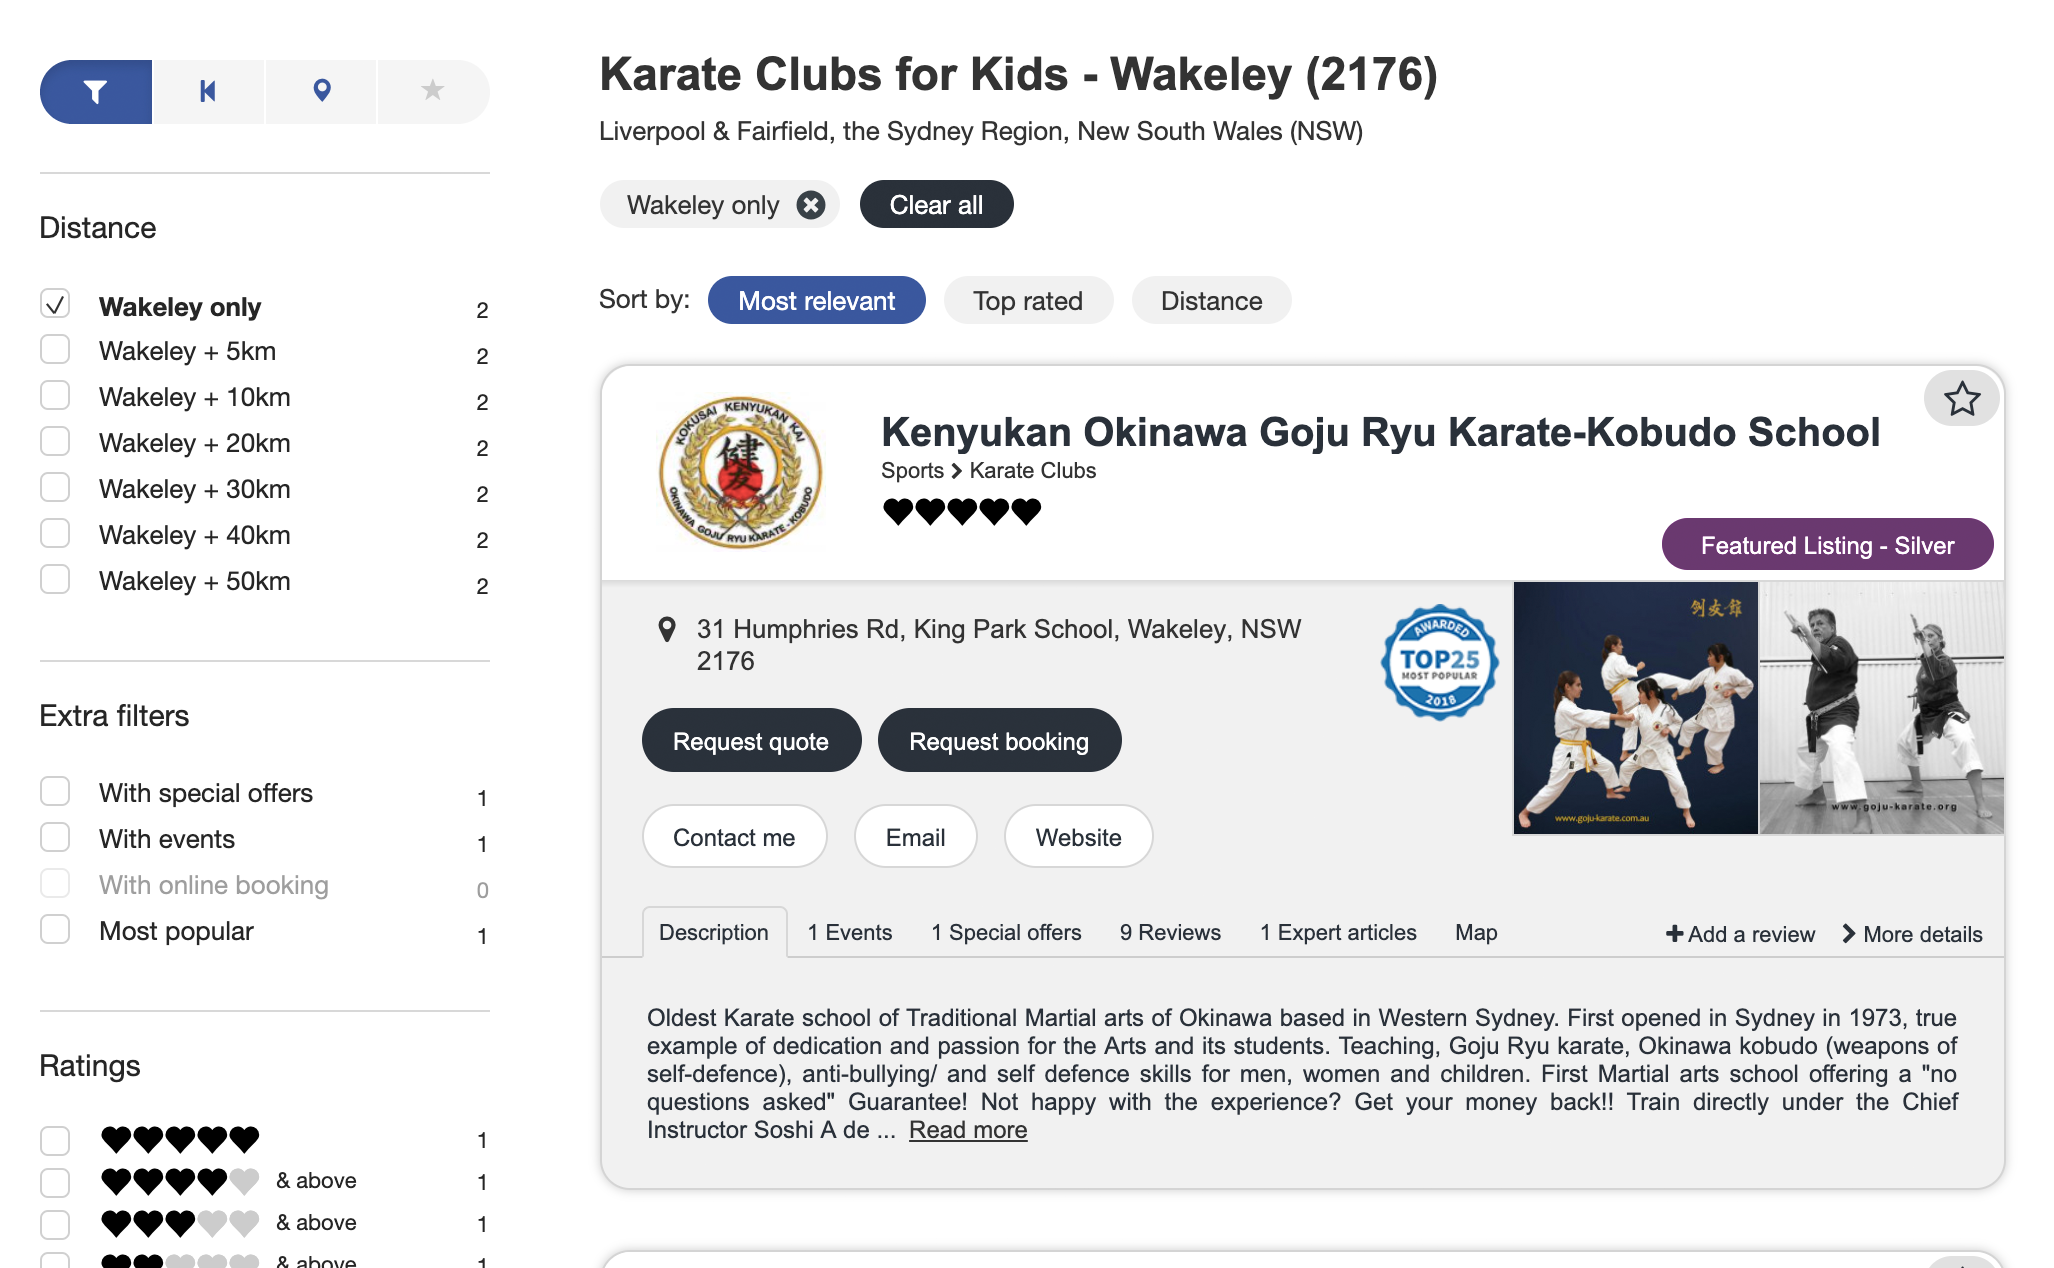 Karate Clubs for Kids - Wakeley (2176)
Liverpool & Fairfield, the Sydney Region, New South Wales (NSW)
Wakeley only
Clear all
Sort by:
Most relevant
Top rated
Distance
Distance
Wakeley only 2
Wakeley + 5km 2
Wakeley + 10km 2
Wakeley + 20km 2
Wakeley + 30km 2
Wakeley + 40km 2
Wakeley + 50km 2
Extra filters
With special offers 1
With events 1
With online booking 0
Most popular 1
Ratings
1
& above 1
& above 1
& above 1
KOKUSAI KENYUKAN KAI
OKINAWA GOJU RYU KARATE - KOBUDO
Kenyukan Okinawa Goju Ryu Karate-Kobudo School
Sports > Karate Clubs
Featured Listing - Silver
31 Humphries Rd, King Park School, Wakeley, NSW
2176
AWARDED
TOP25
MOST POPULAR
2018
www.goju-karate.com.au
www.goju-karate.org
Request quote
Request booking
Contact me
Email
Website
Description
1 Events
1 Special offers
9 Reviews
1 Expert articles
Map
+Add a review
> More details
Oldest Karate school of Traditional Martial arts of Okinawa based in Western Sydney. First opened in Sydney in 1973, true
example of dedication and passion for the Arts and its students. Teaching, Goju Ryu karate, Okinawa kobudo (weapons of
self-defence), anti-bullying/ and self defence skills for men, women and children. First Martial arts school offering a "no
questions asked" Guarantee! Not happy with the experience? Get your money back!! Train directly under the Chief
Instructor Soshi A de ... Read more